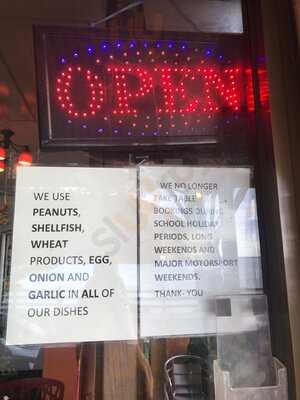 OPEN
WE USE
PEANUTS,
SHELLFISH,
WHEAT
PRODUCTS, EGG,
ONION AND
GARLIC IN ALL OF
OUR DISHES
WE NO LONGER
TAKE TABLE
BOOKINGS DURING
SCHOOL HOLIDAY
PERIODS, LONG
WEEKENDS AND
MAJOR MOTORSPORT
WEEKENDS.
THANK- YOU